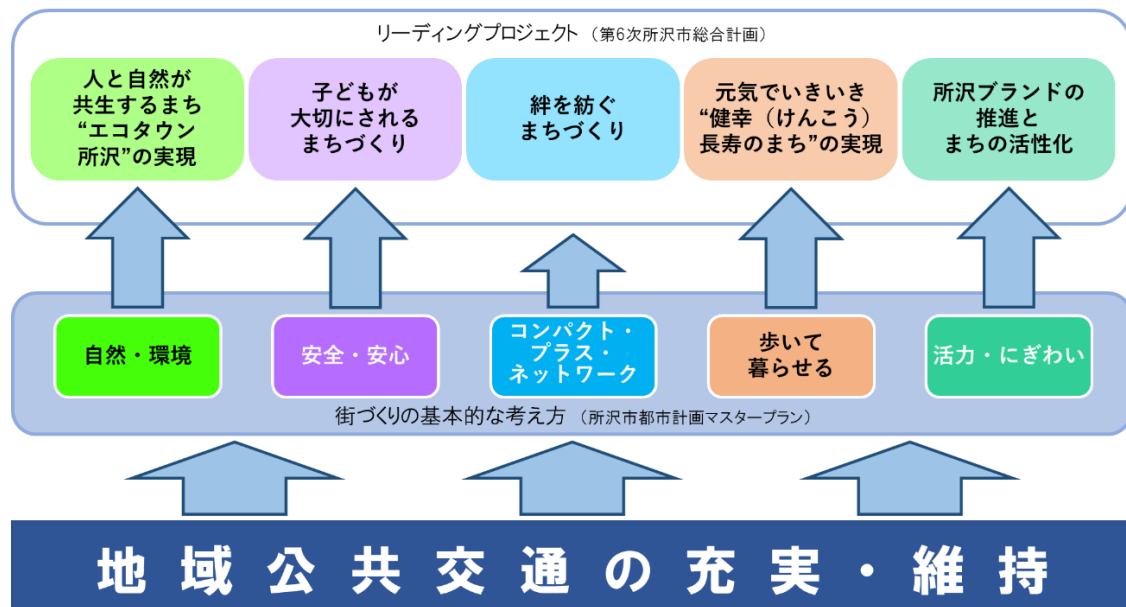 リーディングプロジェクト（第6次所沢市総合計画）
人と自然が
共生するまち
“エコタウン
所沢”の実現
子どもが
大切にされる
まちづくり
絆を紡ぐ
まちづくり
元気でいきいき
“健幸（けんこう）
長寿のまち”の実現
所沢ブランドの
推進と
まちの活性化
自然・環境
安全・安心
コンパクト・
プラス・
ネットワーク
歩いて
暮らせる
活力・にぎわい
街づくりの基本的な考え方（所沢市都市計画マスタープラン）
地域公共交通の充実・維持